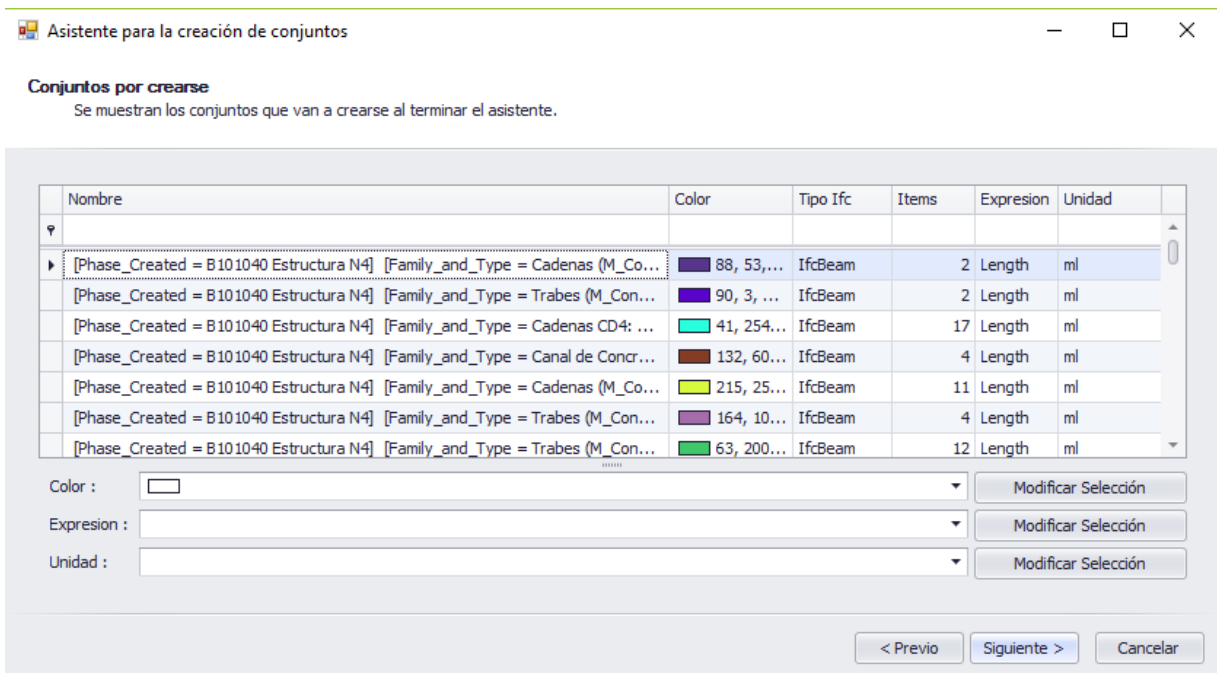 Asistente para la creación de conjuntos
Conjuntos por crearse
Se muestran los conjuntos que van a crearse al terminar el asistente.
Nombre Color Tipo Ifc Items Expresion Unidad
[Phase_Created = B101040 Estructura N4] [Family_and_Type = Cadenas (M_Co... 88, 53,... IfcBeam 2 Length ml
[Phase_Created = B101040 Estructura N4] [Family_and_Type = Trabes (M_Con... 90, 3, ... IfcBeam 2 Length ml
[Phase_Created = B101040 Estructura N4] [Family_and_Type = Cadenas CD4: ... 41, 254... IfcBeam 17 Length ml
[Phase_Created = B101040 Estructura N4] [Family_and_Type = Canal de Concr... 132, 60... IfcBeam 4 Length ml
[Phase_Created = B101040 Estructura N4] [Family_and_Type = Cadenas (M_Co... 215, 25... IfcBeam 11 Length ml
[Phase_Created = B101040 Estructura N4] [Family_and_Type = Trabes (M_Con... 164, 10... IfcBeam 4 Length ml
[Phase_Created = B101040 Estructura N4] [Family_and_Type = Trabes (M_Con... 63, 200... IfcBeam 12 Length ml
Color : Modificar Selección
Expresion : Modificar Selección
Unidad : Modificar Selección
< Previo Siguiente > Cancelar